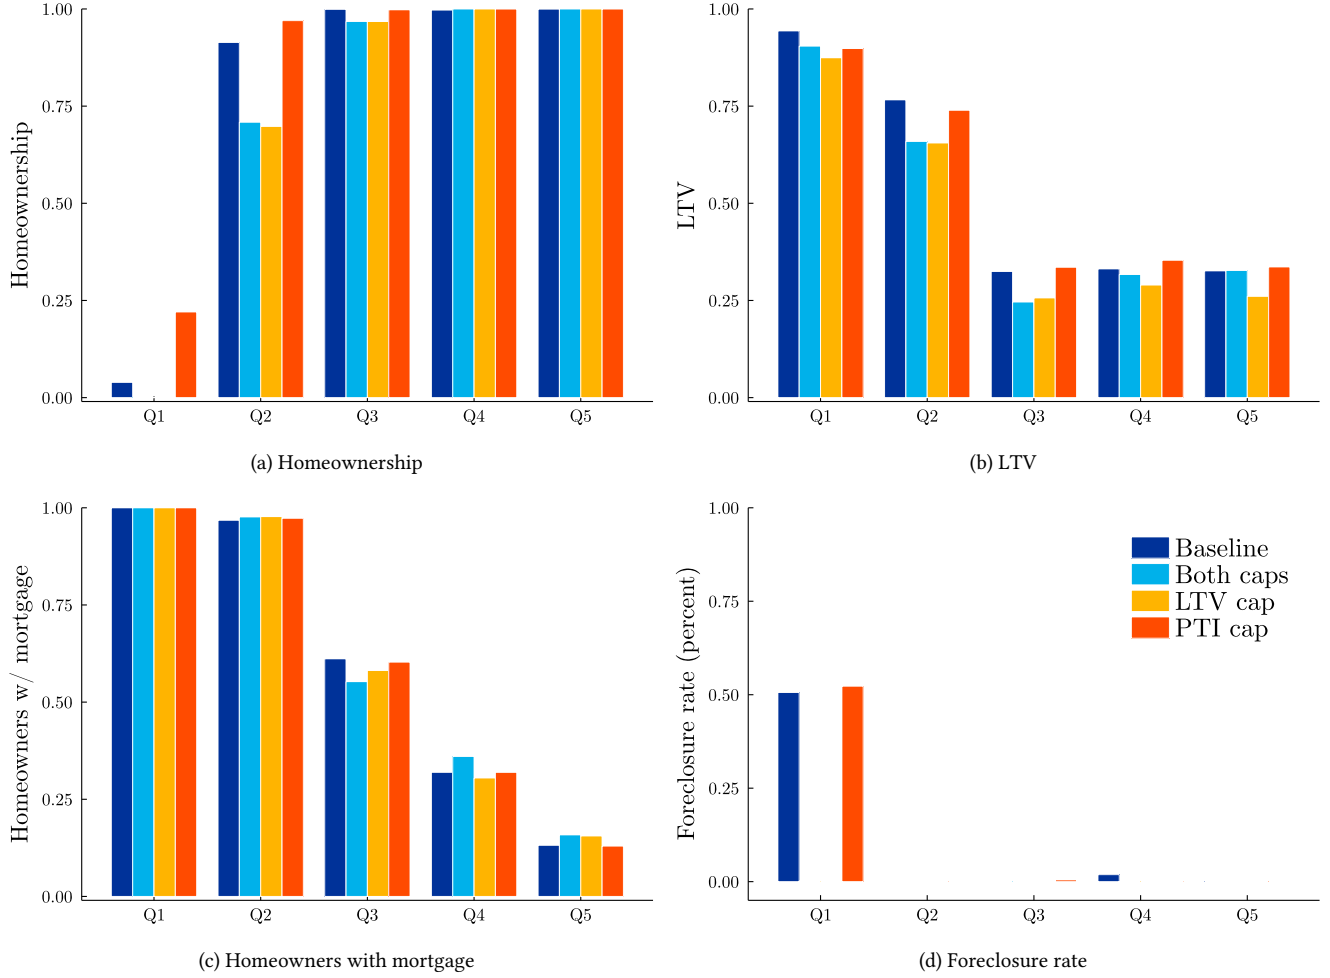 1.00
0.75
0.50
0.25
0.00
Homeownership
Q1 Q2 Q3 Q4 Q5
(a) Homeownership
1.00
0.75
0.50
0.25
0.00
LTV
Q1 Q2 Q3 Q4 Q5
(b) LTV
1.00
0.75
0.50
0.25
0.00
Homeowners w/ mortgage
Q1 Q2 Q3 Q4 Q5
(c) Homeowners with mortgage
1.00
0.75
0.50
0.25
0.00
Foreclosure rate (percent)
Baseline
Both caps
LTV cap
PTI cap
Q1 Q2 Q3 Q4 Q5
(d) Foreclosure rate